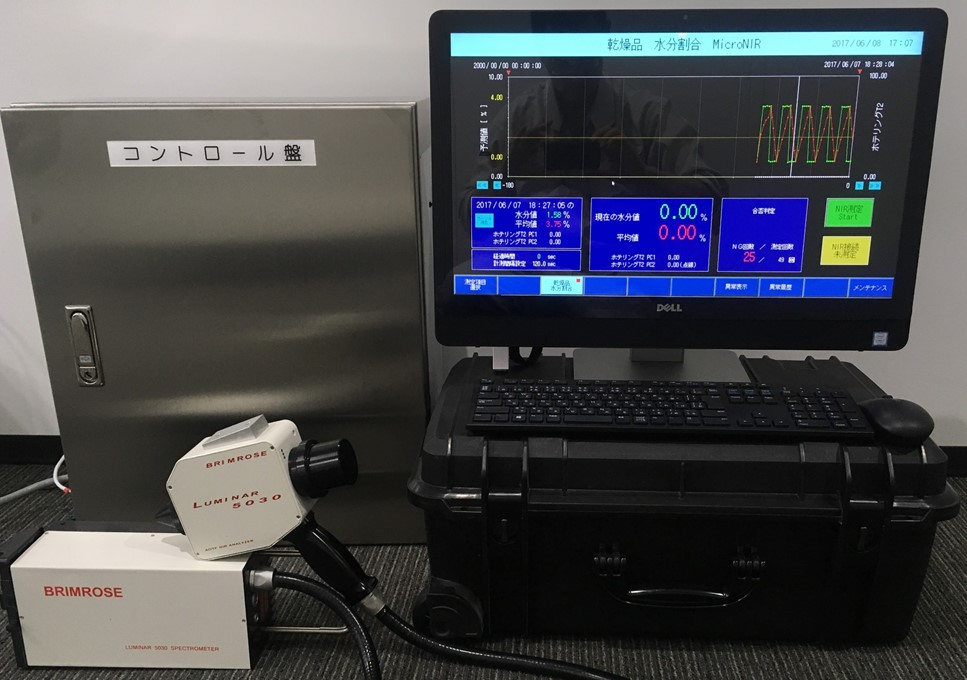 コントロール盤
乾燥品 水分割合 MicroNIR
2017/06/08 17:07
2000/00/00 00:00:00
2017/06/07 18:28:04
10.00
100.00
4.00
予測値 [ % ]
ホテリングT2
0.00
0.00
0.00
-180
0
2017/06/07 18:27:05の
水分値 1.58 %
平均値 3.75 %
ホテリングT2 PC1 0.00
ホテリングT2 PC2 0.00
経過時間 0 sec
計測間隔設定 120.0 sec
現在の水分値 0.00 %
平均値 0.00 %
ホテリングT2 PC1 0.00
ホテリングT2 PC2 0.00(点線)
合否判定
NG回数 / 測定回数
25 / 49 回
NIR測定
Start
NIR接続
未測定
測定項目
選択
乾燥品
水分割合
異常表示
異常履歴
メンテナンス
DELL
BRIMROSE
LUMINAR
5030
BRIMROSE
LUMINAR 5030 SPECTROMETER